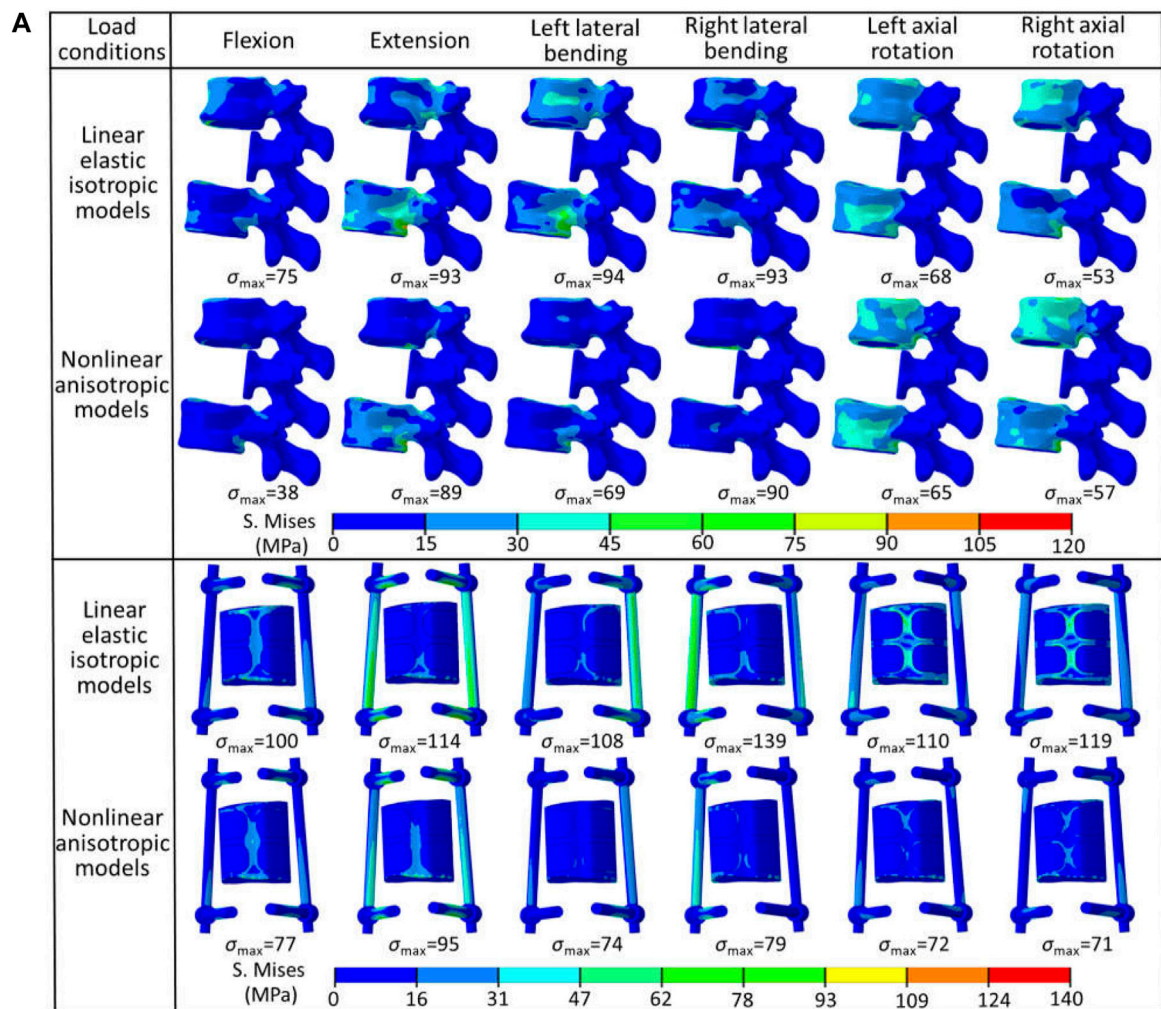 A
Load conditions
Flexion
Extension
Left lateral bending
Right lateral bending
Left axial rotation
Right axial rotation
Linear elastic isotropic models
σmax=75
σmax=93
σmax=94
σmax=93
σmax=68
σmax=53
Nonlinear anisotropic models
σmax=38
σmax=89
σmax=69
σmax=90
σmax=65
σmax=57
S. Mises (MPa)
0 15 30 45 60 75 90 105 120
Linear elastic isotropic models
σmax=100
σmax=114
σmax=108
σmax=139
σmax=110
σmax=119
Nonlinear anisotropic models
σmax=77
σmax=95
σmax=74
σmax=79
σmax=72
σmax=71
S. Mises (MPa)
0 16 31 47 62 78 93 109 124 140